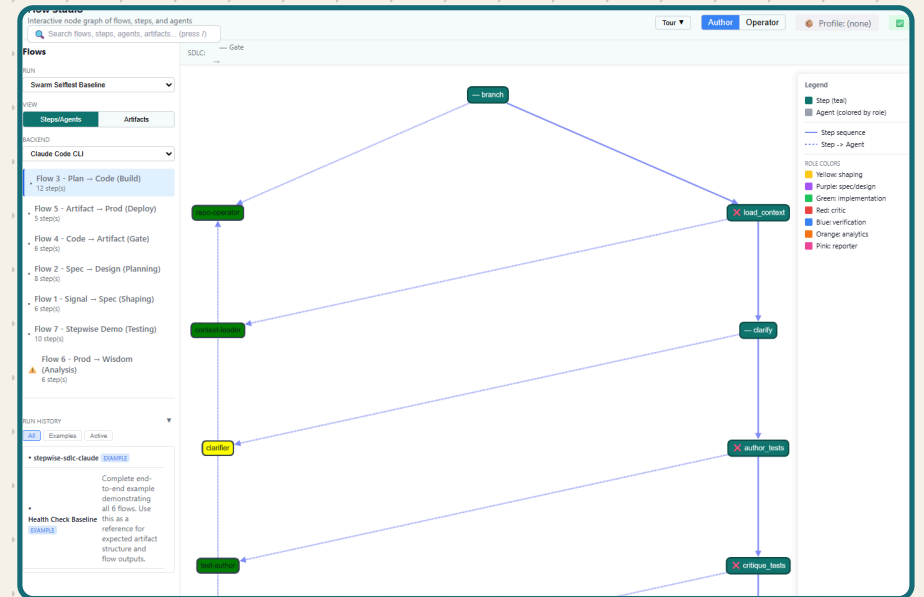 Flow Studio
Interactive node graph of flows, steps, and agents
Search flows, steps, agents, artifacts... (press /)
Tour ▼
Author
Operator
Profile: (none)
SDLC:
— Gate
→
Flows
RUN
Swarm Selftest Baseline
VIEW
Steps/Agents
Artifacts
BACKEND
Claude Code CLI
Flow 3 - Plan → Code (Build)
12 step(s)
Flow 5 - Artifact → Prod (Deploy)
5 step(s)
Flow 4 - Code → Artifact (Gate)
6 step(s)
Flow 2 - Spec → Design (Planning)
8 step(s)
Flow 1 - Signal → Spec (Shaping)
6 step(s)
Flow 7 - Stepwise Demo (Testing)
10 step(s)
Flow 6 - Prod → Wisdom
(Analysis)
6 step(s)
RUN HISTORY
▼
All
Examples
Active
• stepwise-sdlc-claude EXAMPLE
• Health Check Baseline
EXAMPLE
Complete end-
to-end example
demonstrating
all 6 flows. Use
this as a
reference for
expected artifact
structure and
flow outputs.
— branch
repo-operator
❌ load_context
context-loader
— clarify
clarifier
❌ author_tests
test-author
❌ critique_tests
Legend
Step (teal)
Agent (colored by role)
Step sequence
Step -> Agent
ROLE COLORS
Yellow: shaping
Purple: spec/design
Green: implementation
Red: critic
Blue: verification
Orange: analytics
Pink: reporter